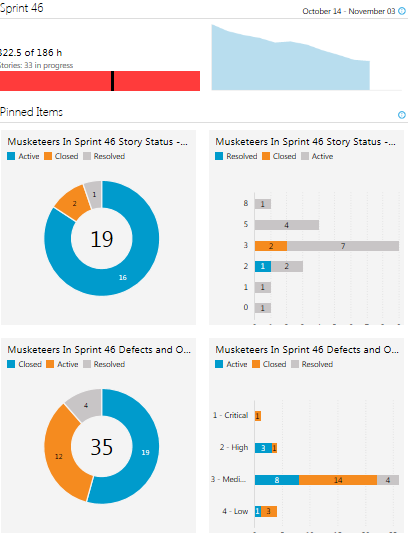 Sprint 46
October 14 - November 03
322.5 of 186 h
Stories: 33 in progress
Pinned Items
Musketeers In Sprint 46 Story Status -...
Active Closed Resolved
1
2
19
16
Musketeers In Sprint 46 Story Status -...
Resolved Closed Active
8 1
5 4
3 2 7
2 1 2
1 1
0 1
Musketeers In Sprint 46 Defects and O...
Closed Active Resolved
4
12
35
19
Musketeers In Sprint 46 Defects and O...
Active Closed Resolved
1 - Critical 1
2 - High 3 1
3 - Medi... 8 14 4
4 - Low 1 3